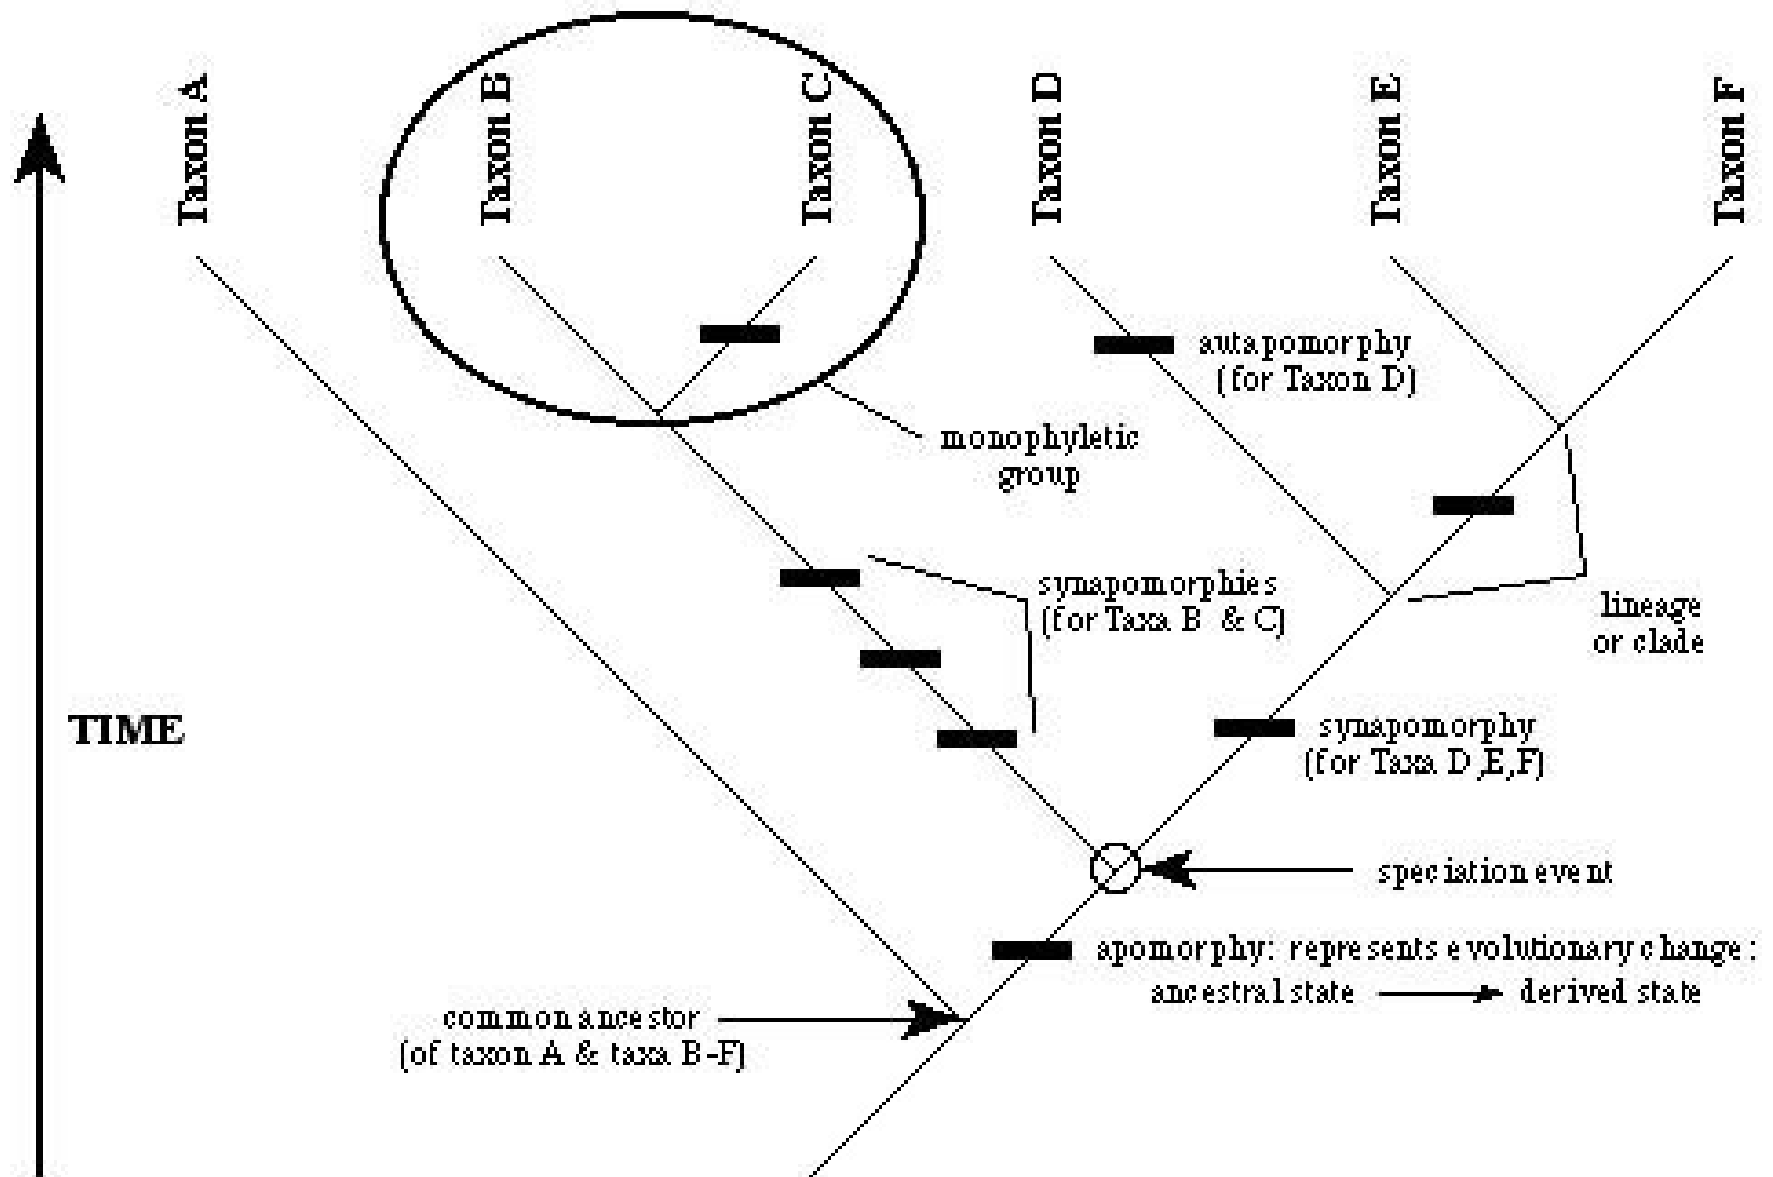 Taxon A
Taxon B
Taxon C
Taxon D
Taxon E
Taxon F
autapomorphy
(for Taxon D)
monophyletic
group
synapomorphies
(for Taxa B & C)
lineage
or clade
TIME
synapomorphy
(for Taxa D,E,F)
speciation event
apomorphy: represents evolutionary change:
ancestral state
derived state
common ancestor
(of taxon A & taxa B-F)